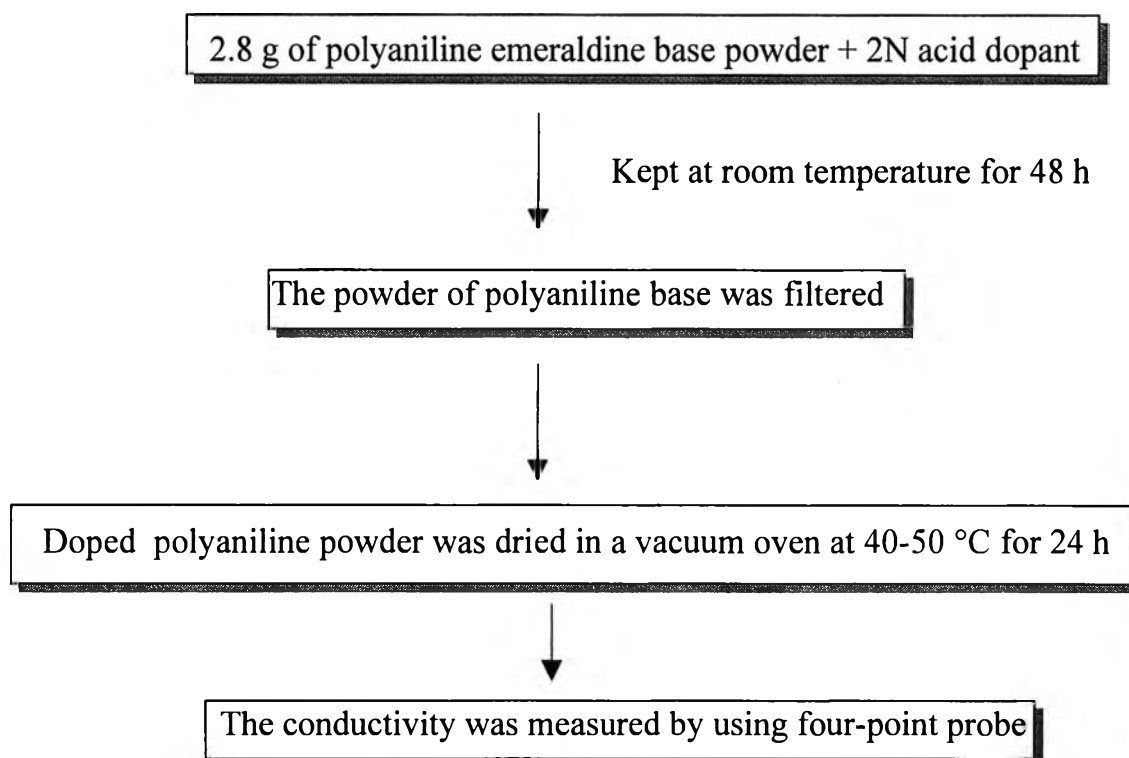 2.8 g of polyaniline emeraldine base powder + 2N acid dopant
Kept at room temperature for 48 h
The powder of polyaniline base was filtered
Doped polyaniline powder was dried in a vacuum oven at 40-50 °C for 24 h
The conductivity was measured by using four-point probe